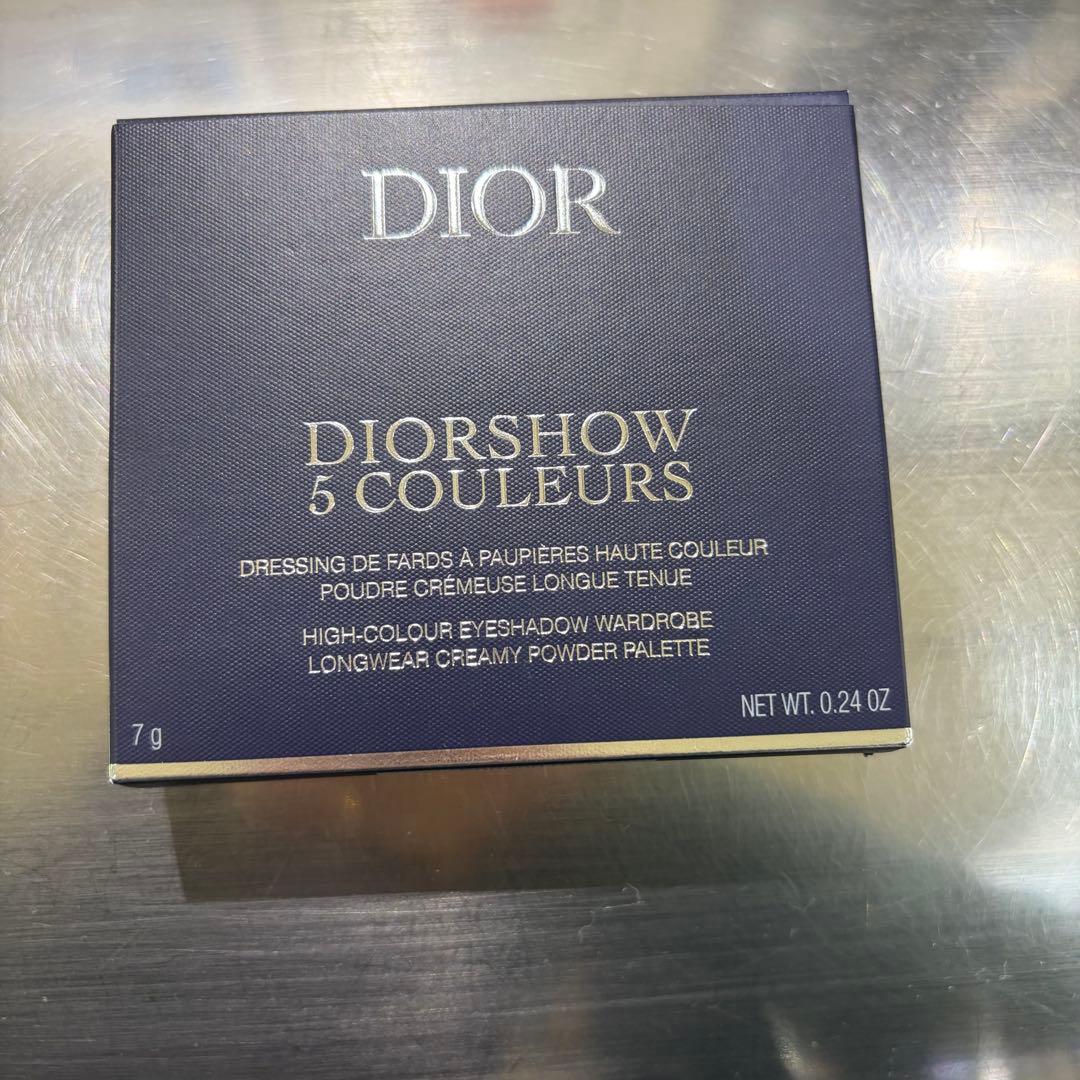 DIOR
DIORSHOW
5 COULEURS
DRESSING DE FARDS À PAUPIÈRES HAUTE COULEUR
POUDRE CRÉMEUSE LONGUE TENUE
HIGH-COLOUR EYESHADOW WARDROBE
LONGWEAR CREAMY POWDER PALETTE
7 g
NET WT. 0.24 OZ